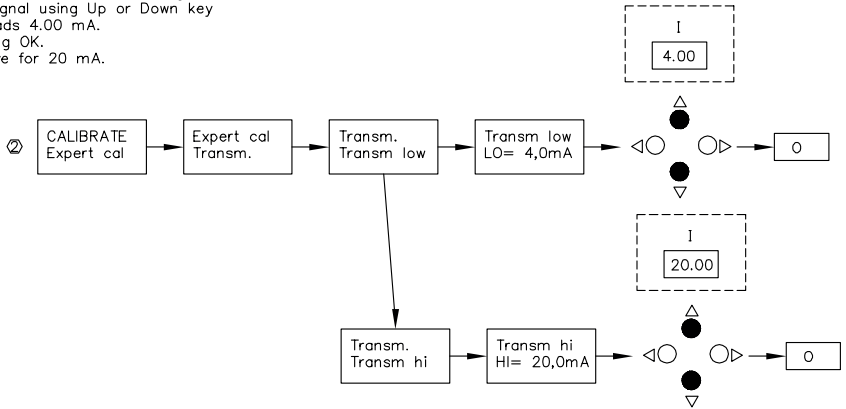 gnal using Up or Down key
ads 4.00 mA.
g OK.
e for 20 mA.
I
4.00
2
CALIBRATE
Expert cal
Expert cal
Transm.
Transm.
Transm low
Transm low
LO= 4,0mA
O
I
20.00
Transm.
Transm hi
Transm hi
HI= 20,0mA
O